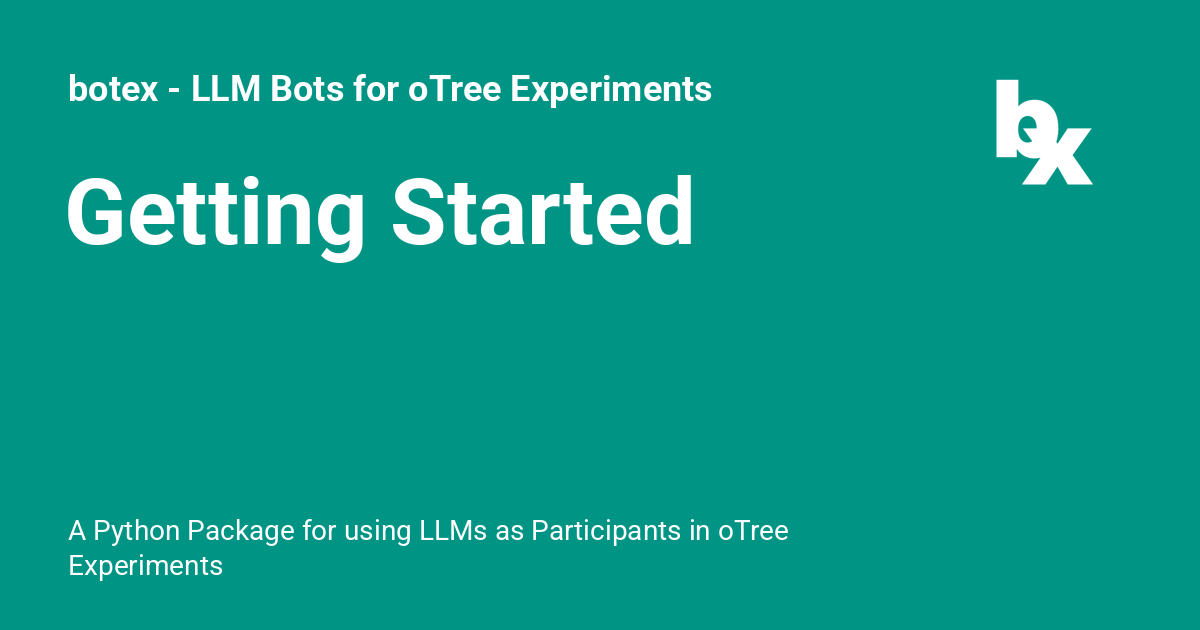 botex - LLM Bots for oTree Experiments
bx
Getting Started
A Python Package for using LLMs as Participants in oTree
Experiments